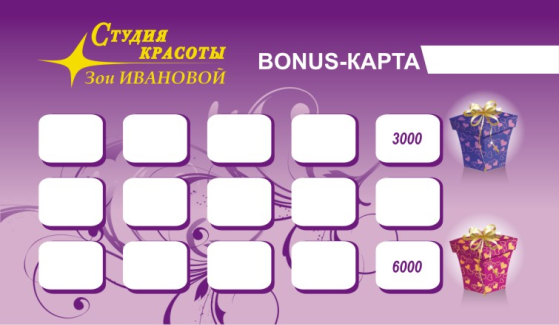 Студия
красоты
Зои ИВАНОВОЙ
BONUS-КАРТА
3000
6000